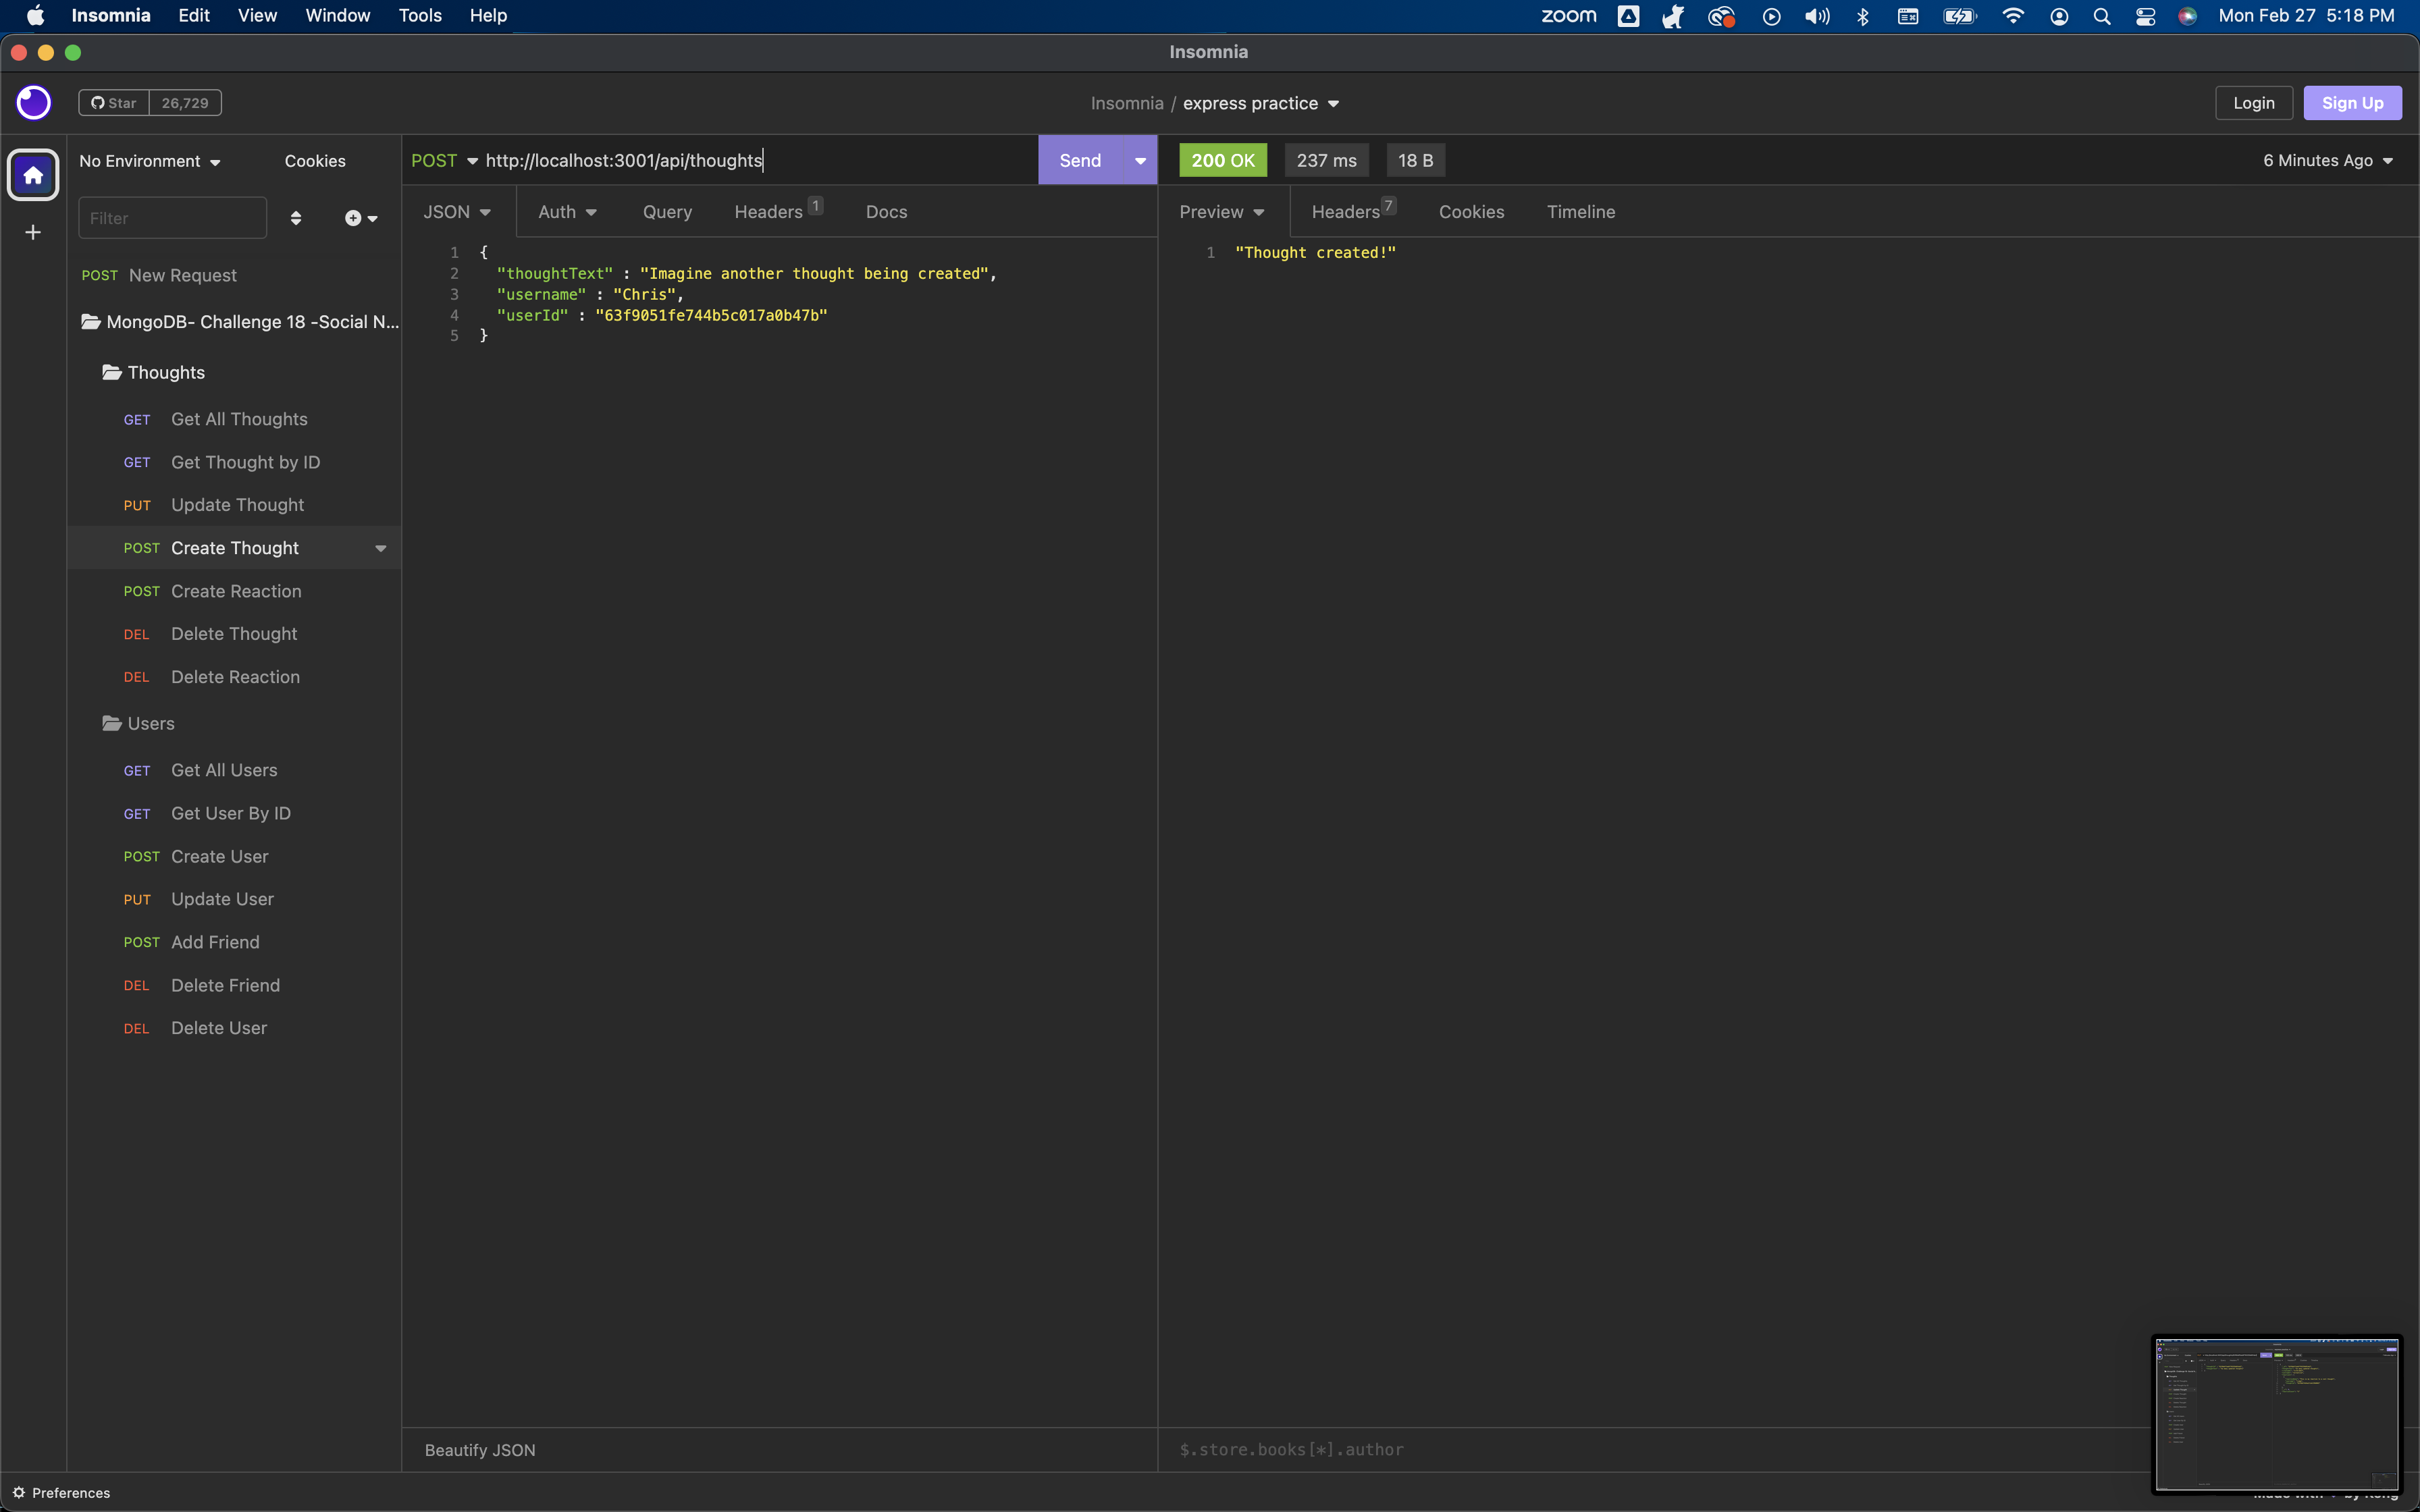 Insomnia Edit View Window Tools Help zoom Mon Feb 27 5:18 PM
Insomnia
Star 26,729 Insomnia / express practice Login Sign Up
No Environment Cookies POST http://localhost:3001/api/thoughts Send 200 OK 237 ms 18 B 6 Minutes Ago
Filter JSON Auth Query Headers 1 Docs Preview Headers 7 Cookies Timeline
1 {
2 "thoughtText" : "Imagine another thought being created",
3 "username" : "Chris",
4 "userId" : "63f9051fe744b5c017a0b47b"
5 }
1 "Thought created!"
POST New Request
MongoDB- Challenge 18 -Social N...
Thoughts
GET Get All Thoughts
GET Get Thought by ID
PUT Update Thought
POST Create Thought
POST Create Reaction
DEL Delete Thought
DEL Delete Reaction
Users
GET Get All Users
GET Get User By ID
POST Create User
PUT Update User
POST Add Friend
DEL Delete Friend
DEL Delete User
Beautify JSON $.store.books[*].author
Preferences